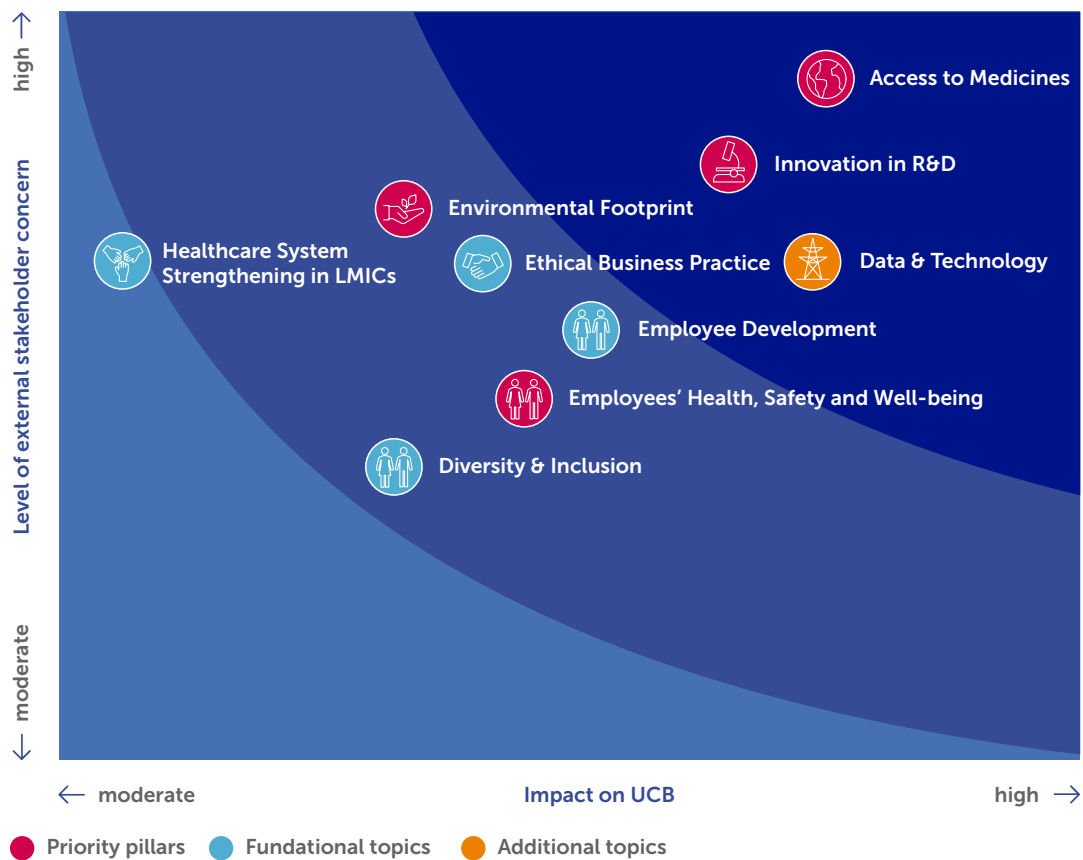 high
Level of external stakeholder concern
moderate
Access to Medicines
Innovation in R&D
Environmental Footprint
Healthcare System
Strengthening in LMICs
Ethical Business Practice
Data & Technology
Employee Development
Employees’ Health, Safety and Well-being
Diversity & Inclusion
moderate
Impact on UCB
high
Priority pillars
Fundational topics
Additional topics